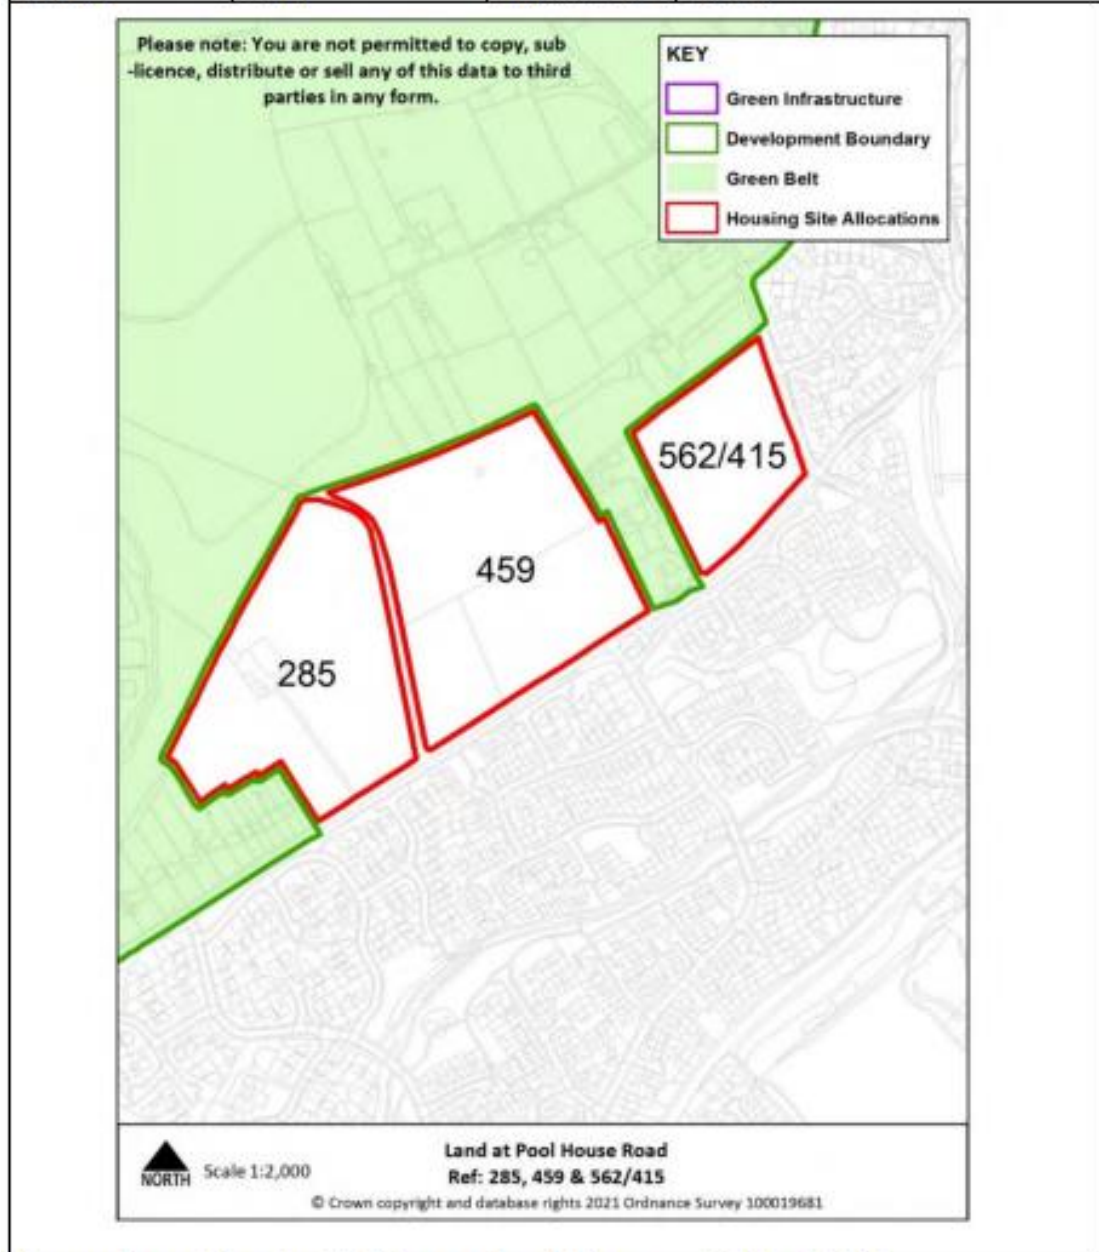 Please note: You are not permitted to copy, sub
-licence, distribute or sell any of this data to third
parties in any form.
KEY
Green Infrastructure
Development Boundary
Green Belt
Housing Site Allocations
562/415
459
285
NORTH
Scale 1:2,000
Land at Pool House Road
Ref: 285, 459 & 562/415
© Crown copyright and database rights 2021 Ordnance Survey 100019681